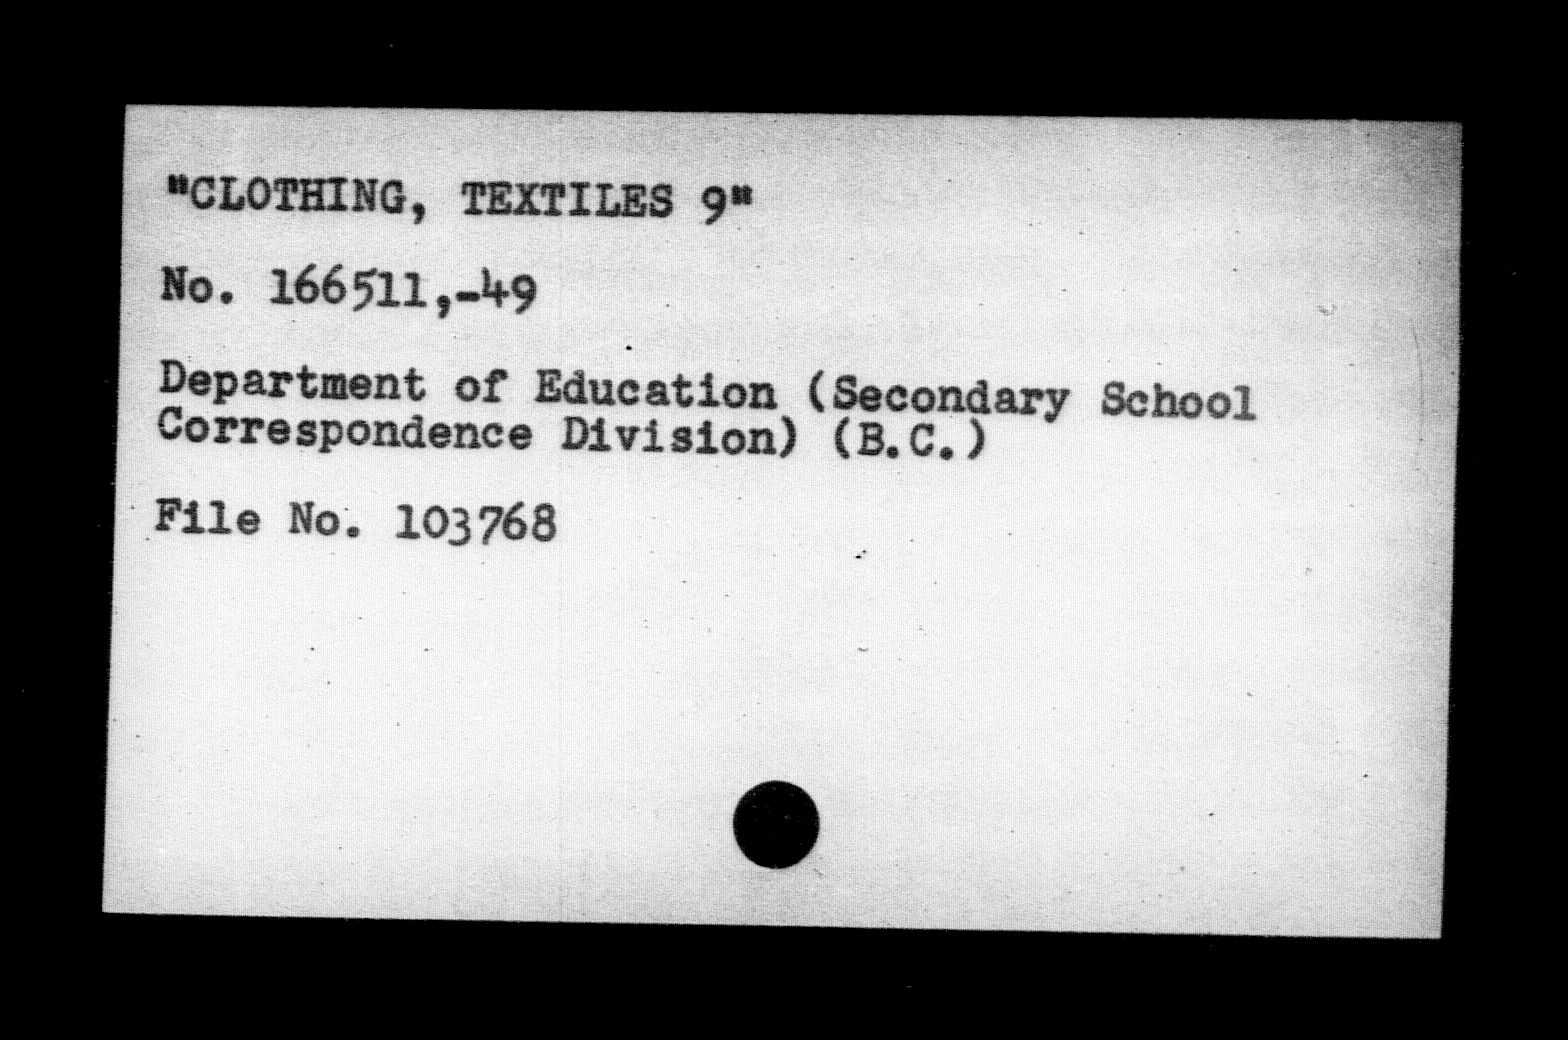 "CLOTHING, TEXTILES 9"
No. 166511,-49
Department of Education (Secondary School
Correspondence Division) (B.C.)
File No. 103768